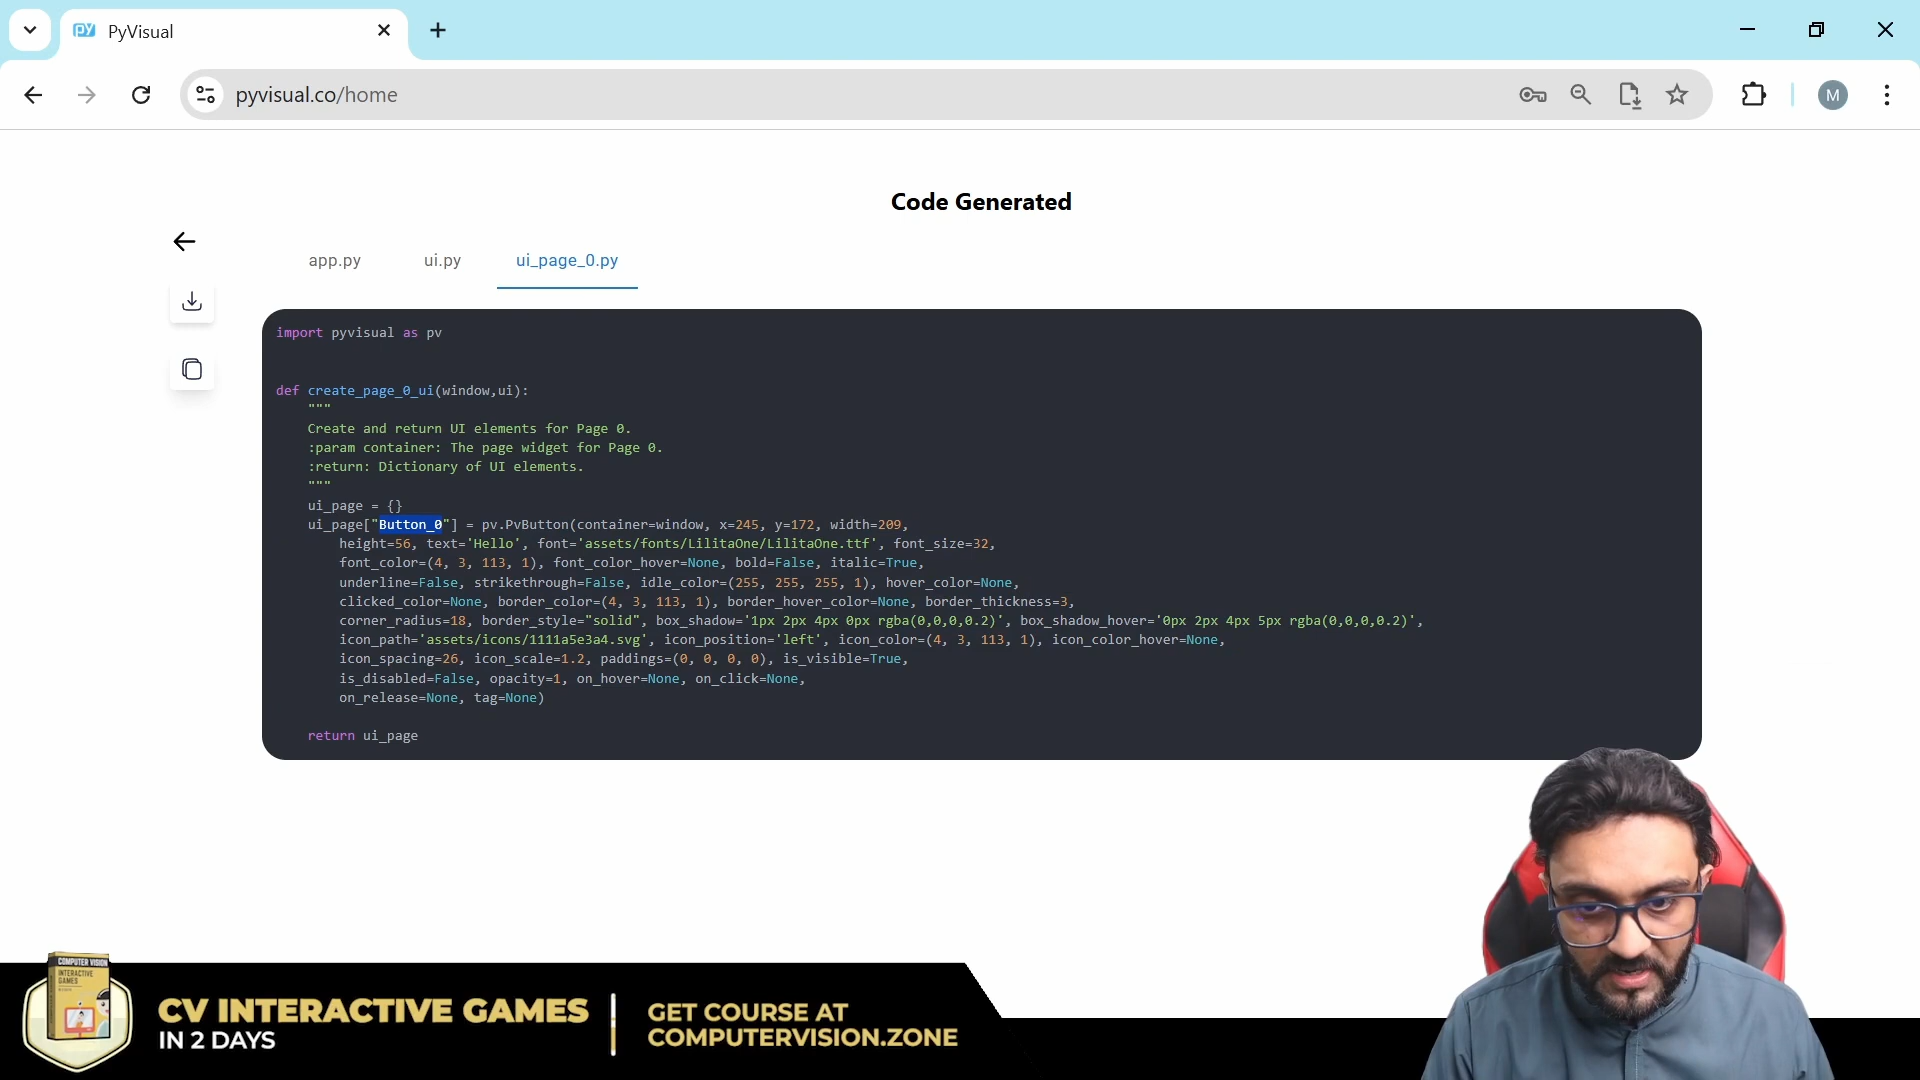 PyVisual
pyvisual.co/home
M
Code Generated
app.py
ui.py
ui_page_0.py
import pyvisual as pv
def create_page_0_ui(window,ui):
"""
Create and return UI elements for Page 0.
:param container: The page widget for Page 0.
:return: Dictionary of UI elements.
"""
ui_page = {}
ui_page["Button_0"] = pv.PvButton(container=window, x=245, y=172, width=209,
height=56, text='Hello', font='assets/fonts/LilitaOne/LilitaOne.ttf', font_size=32,
font_color=(4, 3, 113, 1), font_color_hover=None, bold=False, italic=True,
underline=False, strikethrough=False, idle_color=(255, 255, 255, 1), hover_color=None,
clicked_color=None, border_color=(4, 3, 113, 1), border_hover_color=None, border_thickness=3,
corner_radius=18, border_style="solid", box_shadow='1px 2px 4px 0px rgba(0,0,0,0.2)', box_shadow_hover='0px 2px 4px 5px rgba(0,0,0,0.2)',
icon_path='assets/icons/1111a5e3a4.svg', icon_position='left', icon_color=(4, 3, 113, 1), icon_color_hover=None,
icon_spacing=26, icon_scale=1.2, paddings=(0, 0, 0, 0), is_visible=True,
is_disabled=False, opacity=1, on_hover=None, on_click=None,
on_release=None, tag=None)
return ui_page
COMPUTER VISION
INTERACTIVE
GAMES
CV INTERACTIVE GAMES
IN 2 DAYS
GET COURSE AT
COMPUTERVISION.ZONE